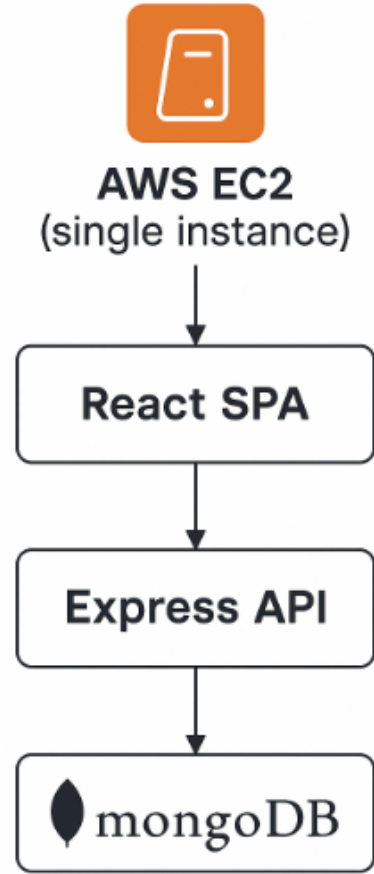 AWS EC2
(single instance)
React SPA
Express API
mongoDB